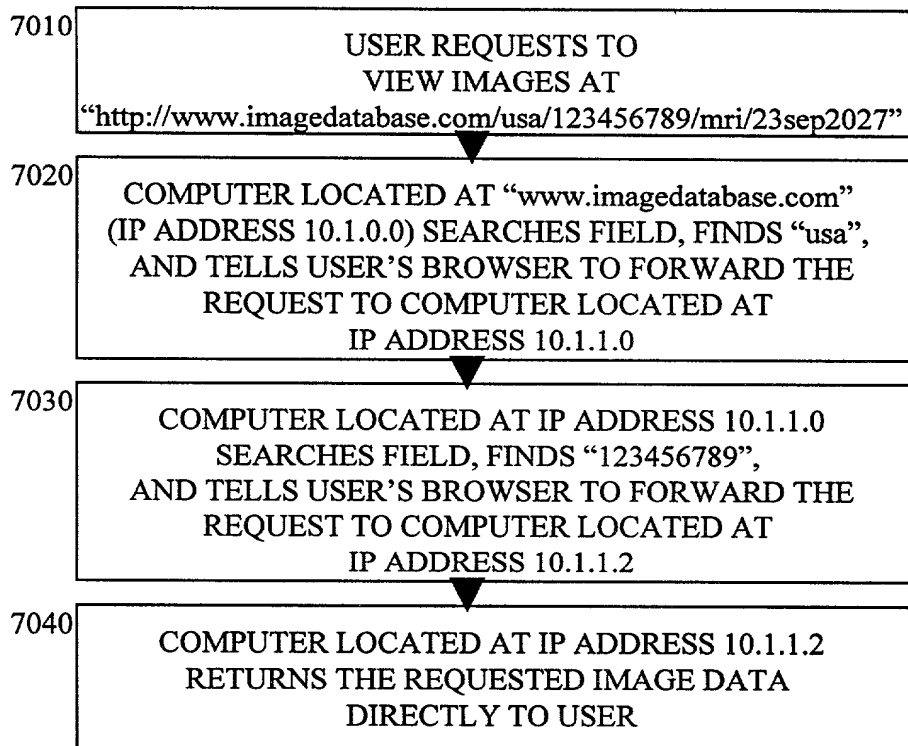 7010
USER REQUESTS TO
VIEW IMAGES AT
“http://www.imagedatabase.com/usa/123456789/mri/23sep2027”
7020
COMPUTER LOCATED AT “www.imagedatabase.com”
(IP ADDRESS 10.1.0.0) SEARCHES FIELD, FINDS “usa”,
AND TELLS USER’S BROWSER TO FORWARD THE
REQUEST TO COMPUTER LOCATED AT
IP ADDRESS 10.1.1.0
7030
COMPUTER LOCATED AT IP ADDRESS 10.1.1.0
SEARCHES FIELD, FINDS “123456789”,
AND TELLS USER’S BROWSER TO FORWARD THE
REQUEST TO COMPUTER LOCATED AT
IP ADDRESS 10.1.1.2
7040
COMPUTER LOCATED AT IP ADDRESS 10.1.1.2
RETURNS THE REQUESTED IMAGE DATA
DIRECTLY TO USER